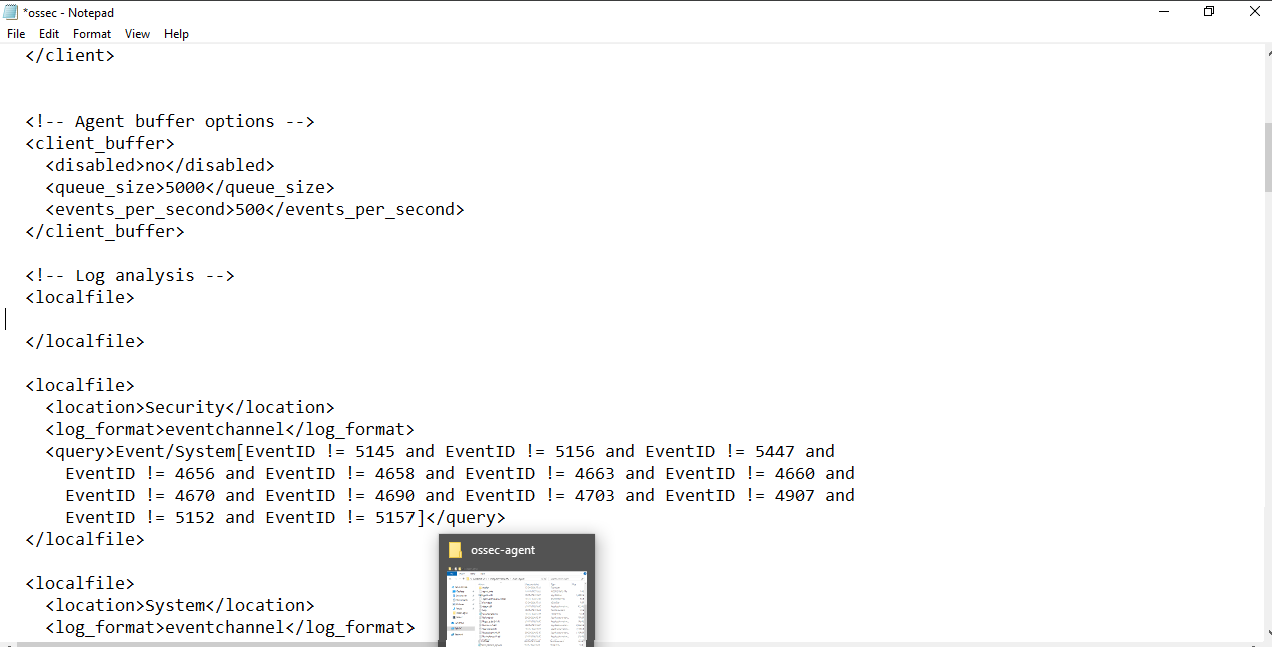 *ossec - Notepad
File Edit Format View Help
</client>
<!-- Agent buffer options -->
<client_buffer>
<disabled>no</disabled>
<queue_size>5000</queue_size>
<events_per_second>500</events_per_second>
</client_buffer>
<!-- Log analysis -->
<localfile>
</localfile>
<localfile>
<location>Security</location>
<log_format>eventchannel</log_format>
<query>Event/System[EventID != 5145 and EventID != 5156 and EventID != 5447 and
EventID != 4656 and EventID != 4658 and EventID != 4663 and EventID != 4660 and
EventID != 4670 and EventID != 4690 and EventID != 4703 and EventID != 4907 and
EventID != 5152 and EventID != 5157]</query>
</localfile>
<localfile>
<location>System</location>
<log_format>eventchannel</log_format>
ossec-agent